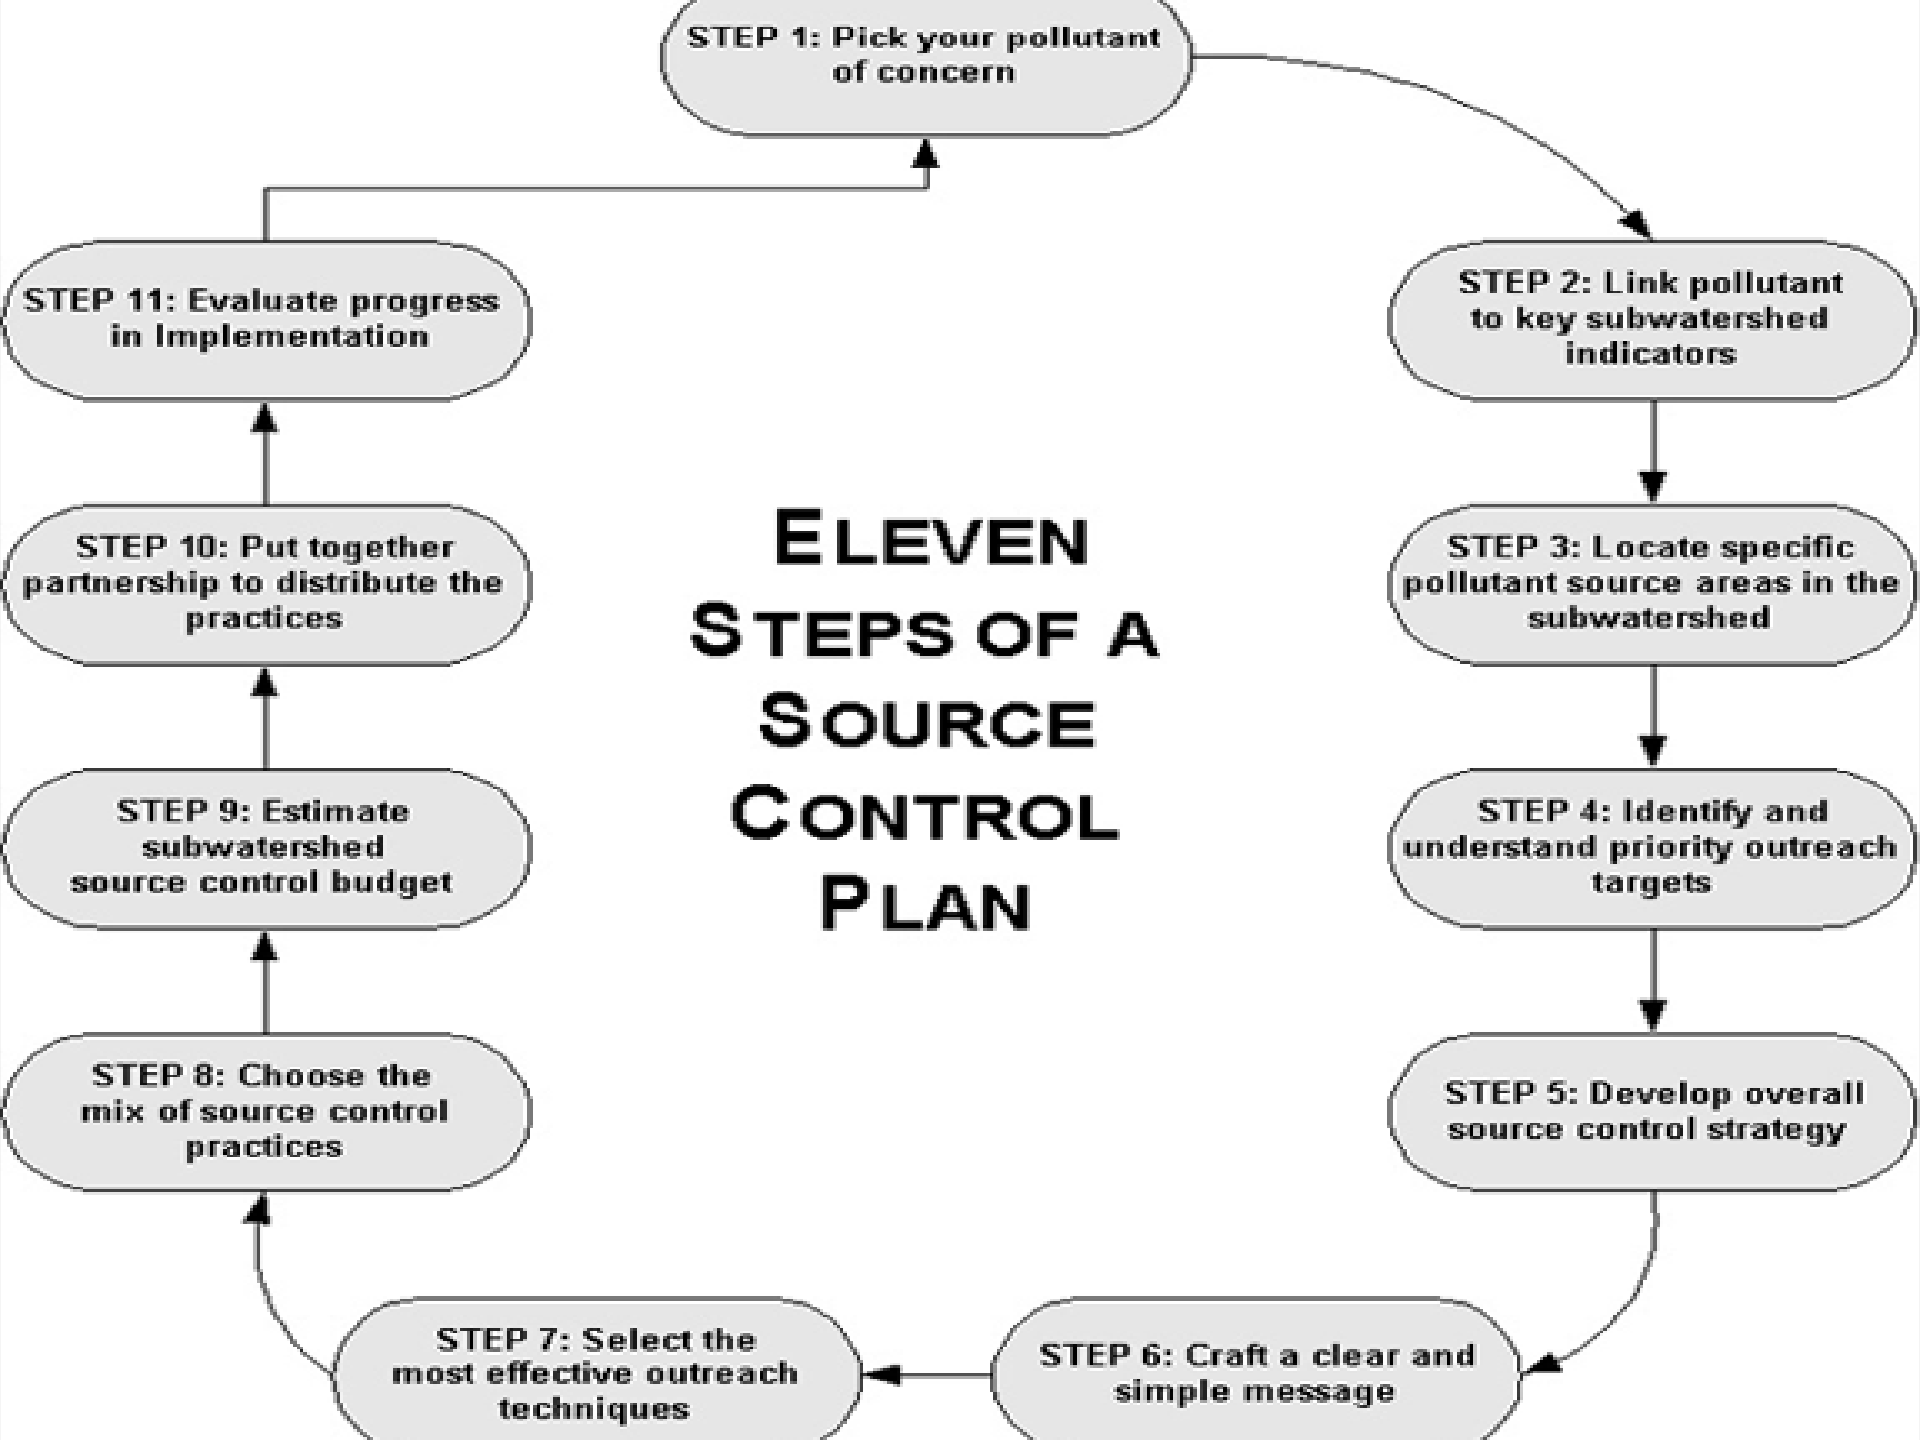 STEP 1: Pick your pollutant
of concern
STEP 2: Link pollutant
to key subwatershed
indicators
STEP 3: Locate specific
pollutant source areas in the
subwatershed
STEP 4: Identify and
understand priority outreach
targets
STEP 5: Develop overall
source control strategy
STEP 6: Craft a clear and
simple message
STEP 7: Select the
most effective outreach
techniques
STEP 8: Choose the
mix of source control
practices
STEP 9: Estimate
subwatershed
source control budget
STEP 10: Put together
partnership to distribute the
practices
STEP 11: Evaluate progress
in Implementation
ELEVEN
STEPS OF A
SOURCE
CONTROL
PLAN